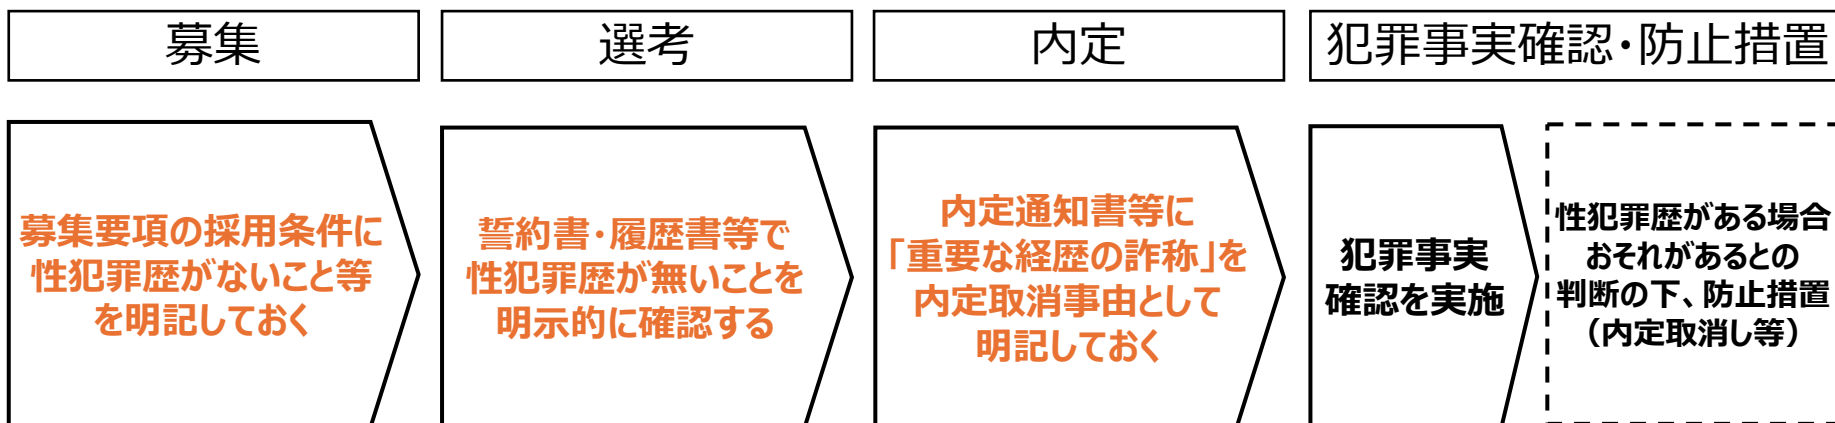 募集
選考
内定
犯罪事実確認・防止措置
募集要項の採用条件に
性犯罪歴がないこと等
を明記しておく
誓約書・履歴書等で
性犯罪歴が無いことを
明示的に確認する
内定通知書等に
「重要な経歴の詐称」を
内定取消事由として
明記しておく
犯罪事実
確認を実施
性犯罪歴がある場合
おそれがあるとの
判断の下、防止措置
（内定取消し等）